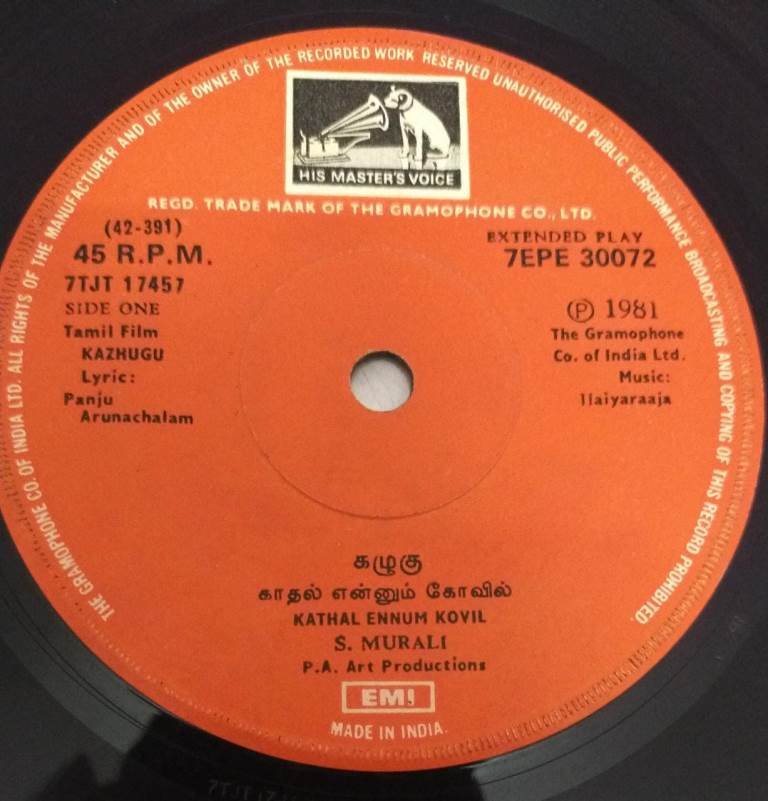 THE GRAMOPHONE CO. OF INDIA LTD. ALL RIGHTS OF THE MANUFACTURER AND OF THE OWNER OF THE RECORDED WORK RESERVED UNAUTHORISED PUBLIC PERFORMANCE BROADCASTING AND COPYING OF THIS RECORD PROHIBITED.
HIS MASTER'S VOICE
REGD. TRADE MARK OF THE GRAMOPHONE CO., LTD.
(42-391)
45 R.P.M.
7TJT 17457
SIDE ONE
Tamil Film
KAZHUGU
Lyric:
Panju
Arunachalam
EXTENDED PLAY
7EPE 30072
Ⓟ 1981
The Gramophone
Co. of India Ltd.
Music:
Ilaiyaraaja
கழுகு
காதல் என்னும் கோவில்
KATHAL ENNUM KOVIL
S. MURALI
P.A. Art Productions
EMI
MADE IN INDIA.